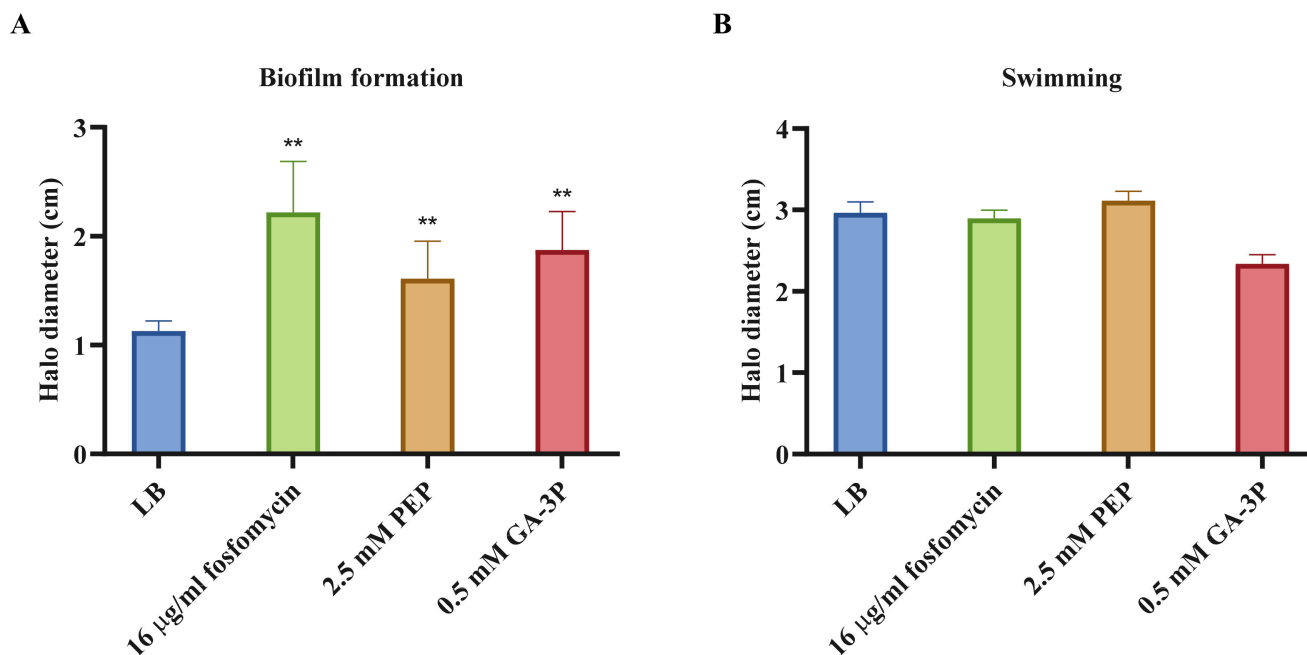 A
Biofilm formation
Halo diameter (cm)
3
2
1
0
**
**
**
LB
16 μg/ml fosfomycin
2.5 mM PEP
0.5 mM GA-3P
B
Swimming
Halo diameter (cm)
4
3
2
1
0
LB
16 μg/ml fosfomycin
2.5 mM PEP
0.5 mM GA-3P